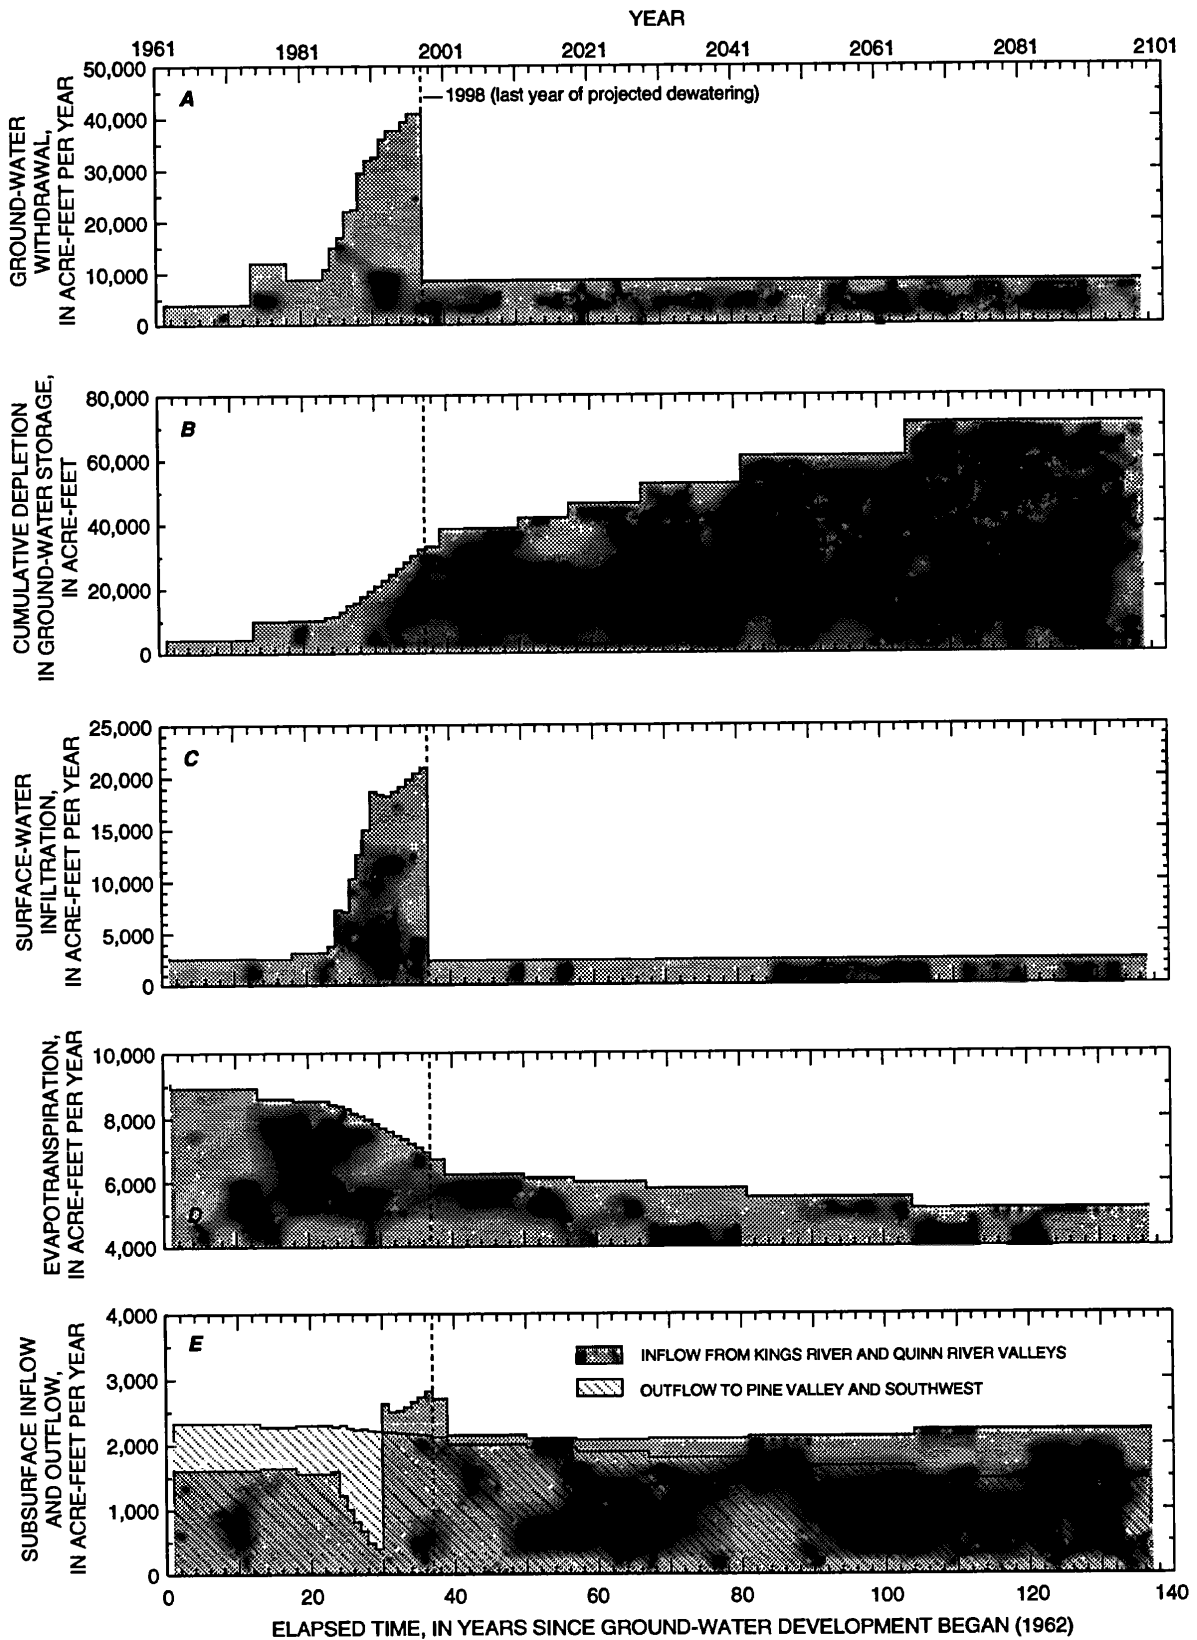 YEAR
1961 1981 2001 2021 2041 2061 2081 2101
GROUND-WATER
WITHDRAWAL,
IN ACRE-FEET PER YEAR
50,000
40,000
30,000
20,000
10,000
0
A
1998 (last year of projected dewatering)
CUMULATIVE DEPLETION
IN GROUND-WATER STORAGE,
IN ACRE-FEET
80,000
60,000
40,000
20,000
0
B
SURFACE-WATER
INFILTRATION,
IN ACRE-FEET PER YEAR
25,000
20,000
15,000
10,000
5,000
0
C
EVAPOTRANSPIRATION,
IN ACRE-FEET PER YEAR
10,000
8,000
6,000
4,000
D
SUBSURFACE INFLOW
AND OUTFLOW,
IN ACRE-FEET PER YEAR
4,000
3,000
2,000
1,000
0
E
INFLOW FROM KINGS RIVER AND QUINN RIVER VALLEYS
OUTFLOW TO PINE VALLEY AND SOUTHWEST
0 20 40 60 80 100 120 140
ELAPSED TIME, IN YEARS SINCE GROUND-WATER DEVELOPMENT BEGAN (1962)